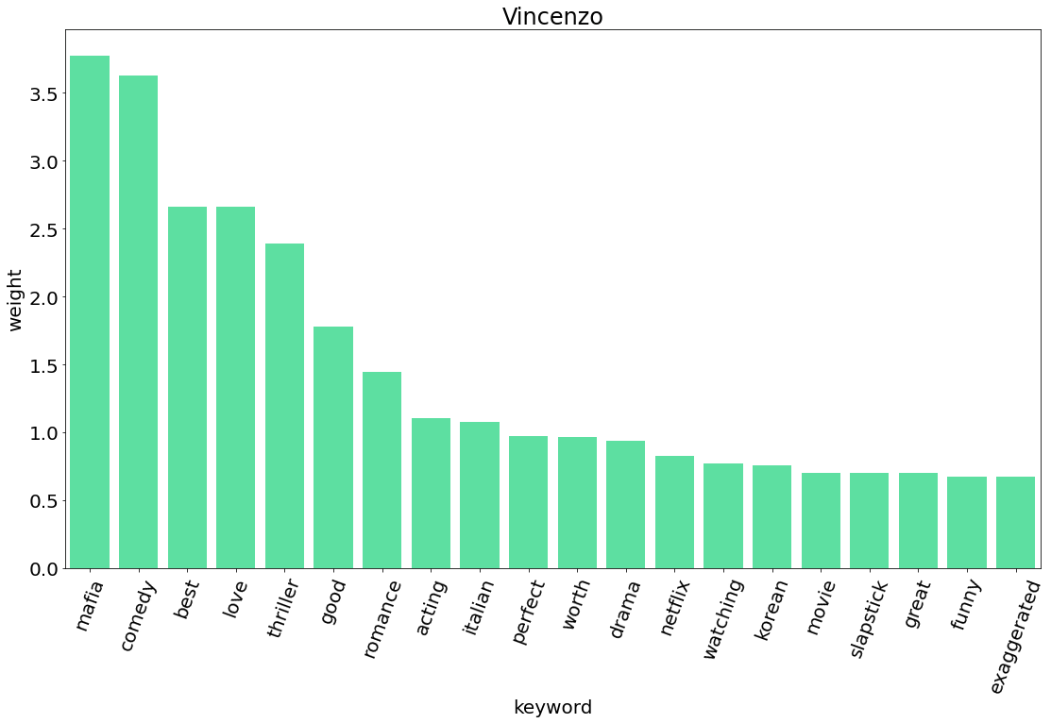 Vincenzo
weight
3.5
3.0
2.5
2.0
1.5
1.0
0.5
0.0
mafia
comedy
best
love
thriller
good
romance
acting
italian
perfect
worth
drama
netflix
watching
korean
movie
slapstick
great
funny
exaggerated
keyword